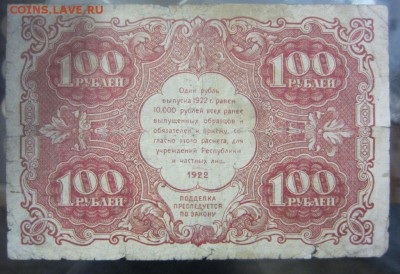 COINS.LAVE.RU
100 РУБЛЕЙ
100 РУБЛЕЙ
Один рубль
выпуска 1922 г. равен
10.000 рублей всех ранее
выпущенных образцов и
обязателен к приему, со-
гласно этого расчета, для
учреждений Республики
и частных лиц.
1922
100 РУБЛЕЙ
100 РУБЛЕЙ
ПОДДЕЛКА
ПРЕСЛЕДУЕТСЯ
ПО ЗАКОНУ